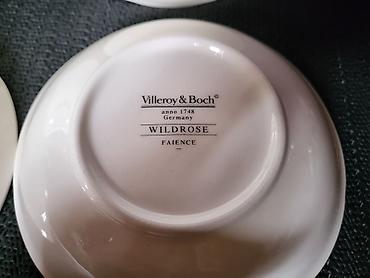 Villeroy & Boch©
anno 1748
Germany
WILDROSE
FAIENCE